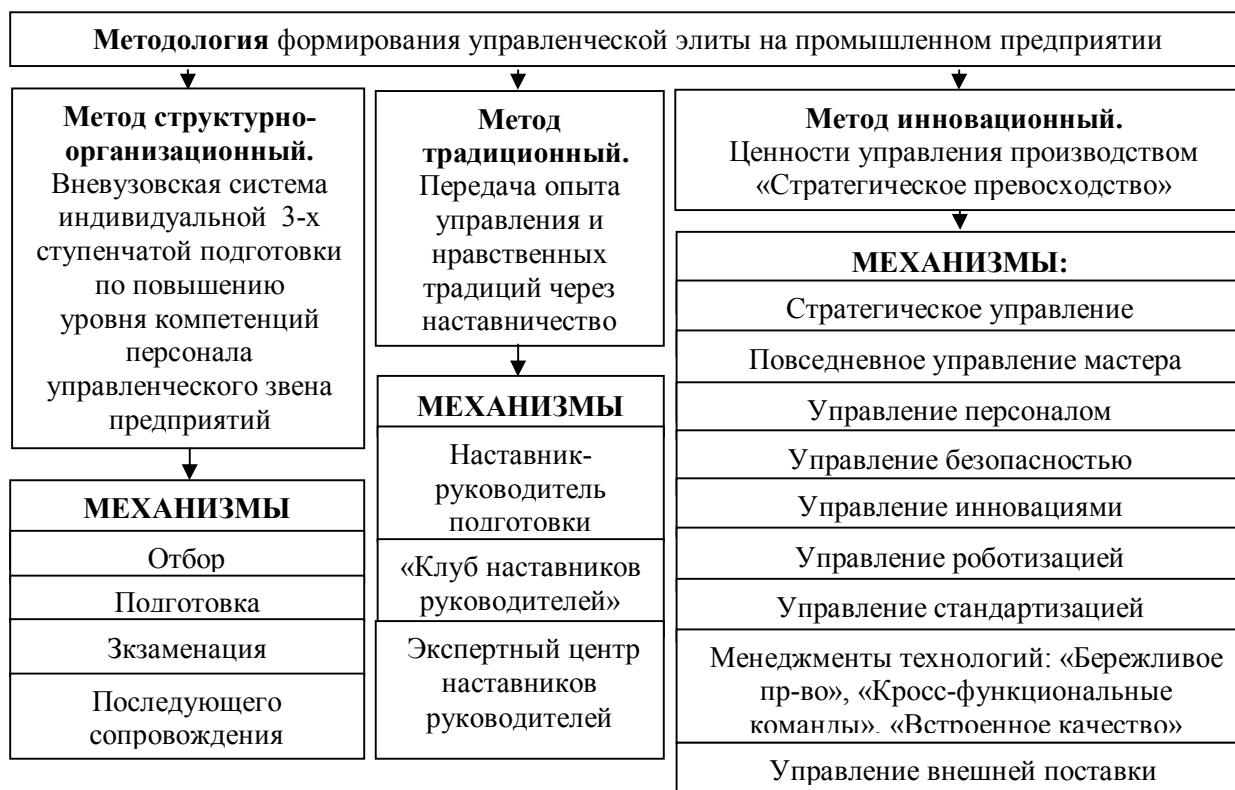 Методология формирования управленческой элиты на промышленном предприятии
Метод структурно-
организационный.
Вневузовская система
индивидуальной 3-х
ступенчатой подготовки
по повышению
уровня компетенций
персонала
управленческого звена
предприятий
МЕХАНИЗМЫ
Отбор
Подготовка
Зкзаменация
Последующего
сопровождения
Метод
традиционный.
Передача опыта
управления и
нравственных
традиций через
наставничество
МЕХАНИЗМЫ
Наставник-
руководитель
подготовки
«Клуб наставников
руководителей»
Экспертный центр
наставников
руководителей
Метод инновационный.
Ценности управления производством
«Стратегическое превосходство»
МЕХАНИЗМЫ:
Стратегическое управление
Повседневное управление мастера
Управление персоналом
Управление безопасностью
Управление инновациями
Управление роботизацией
Управление стандартизацией
Менеджменты технологий: «Бережливое
пр-во», «Кросс-функциональные
команды». «Встроенное качество»
Управление внешней поставки